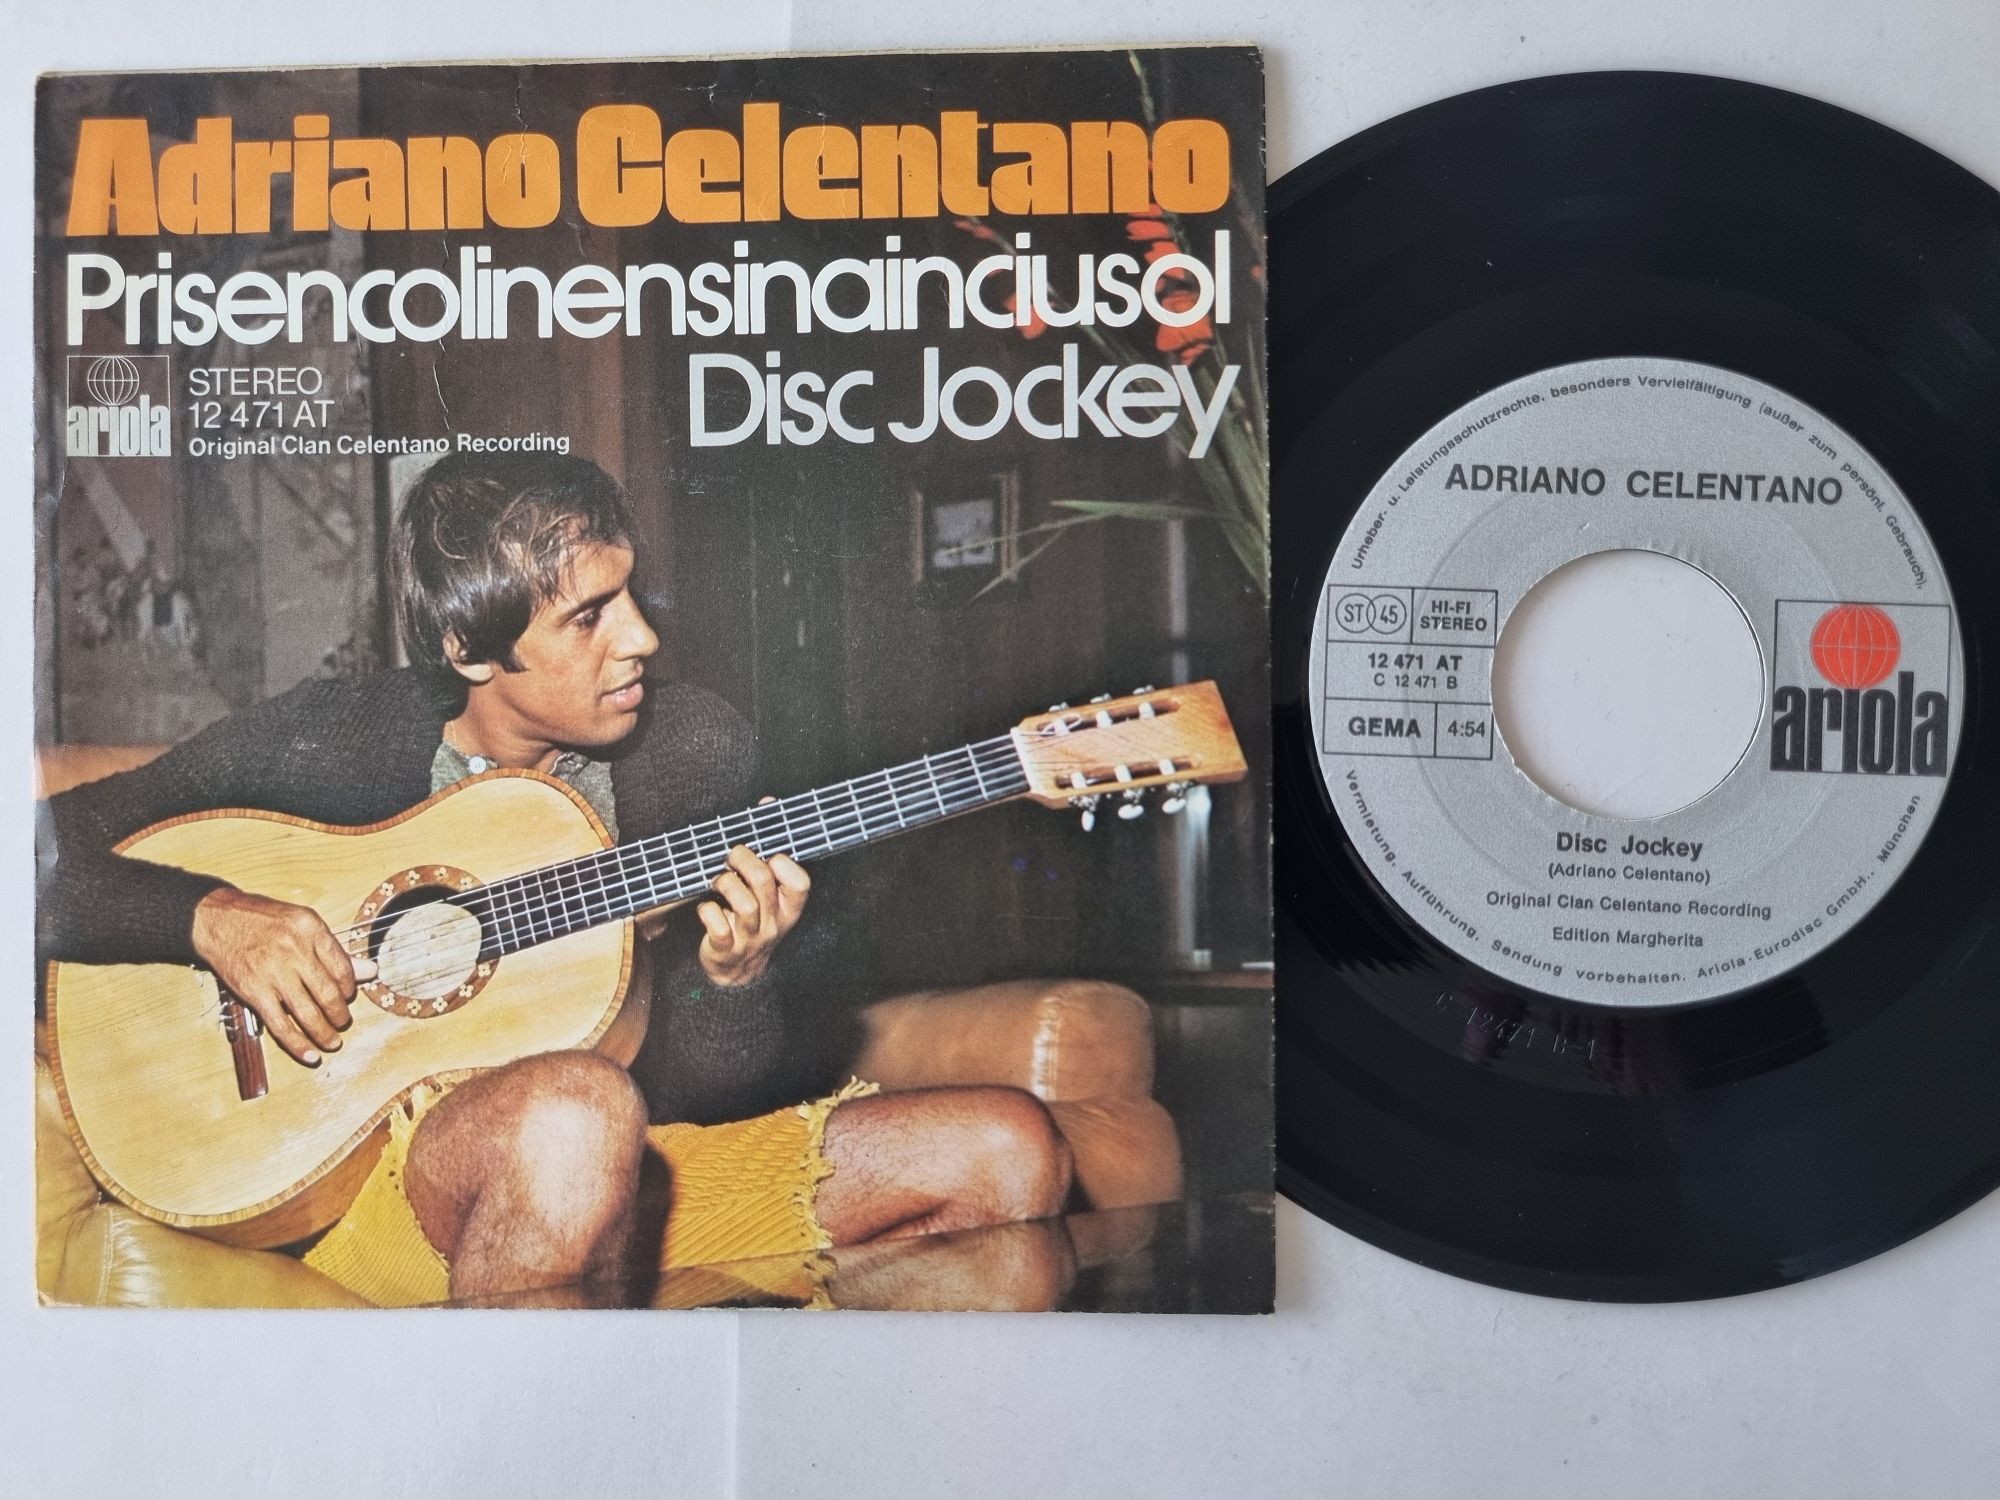 Adriano Celentano
Prisencolinensinainciusol
Disc Jockey
ariola
STEREO
12 471 AT
Original Clan Celentano Recording
Urheber- u. Leistungsschutzrechte, besonders Vervielfältigung (außer zum persönl. Gebrauch),
ADRIANO CELENTANO
ST 45
HI-FI
STEREO
12 471 AT
C 12 471 B
GEMA
4:54
ariola
Disc Jockey
(Adriano Celentano)
Original Clan Celentano Recording
Edition Margherita
Vermietung, Aufführung, Sendung vorbehalten. Ariola-Eurodisc GmbH., München
12471 B-1